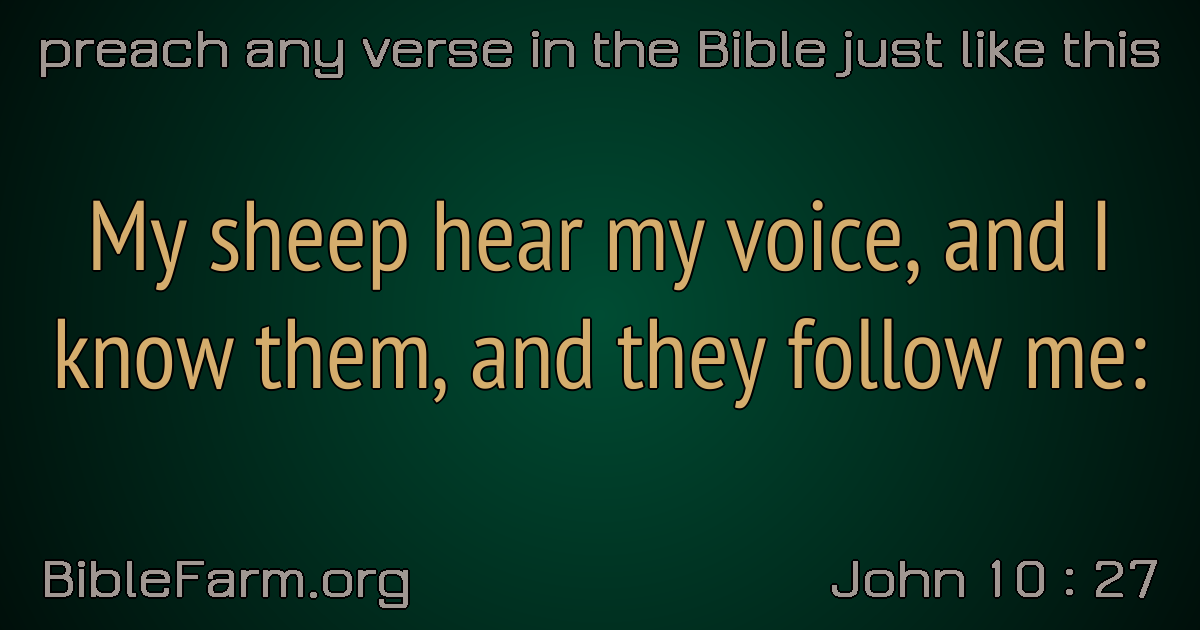 preach any verse in the Bible just like this
My sheep hear my voice, and I
know them, and they follow me:
BibleFarm.org
John 10 : 27